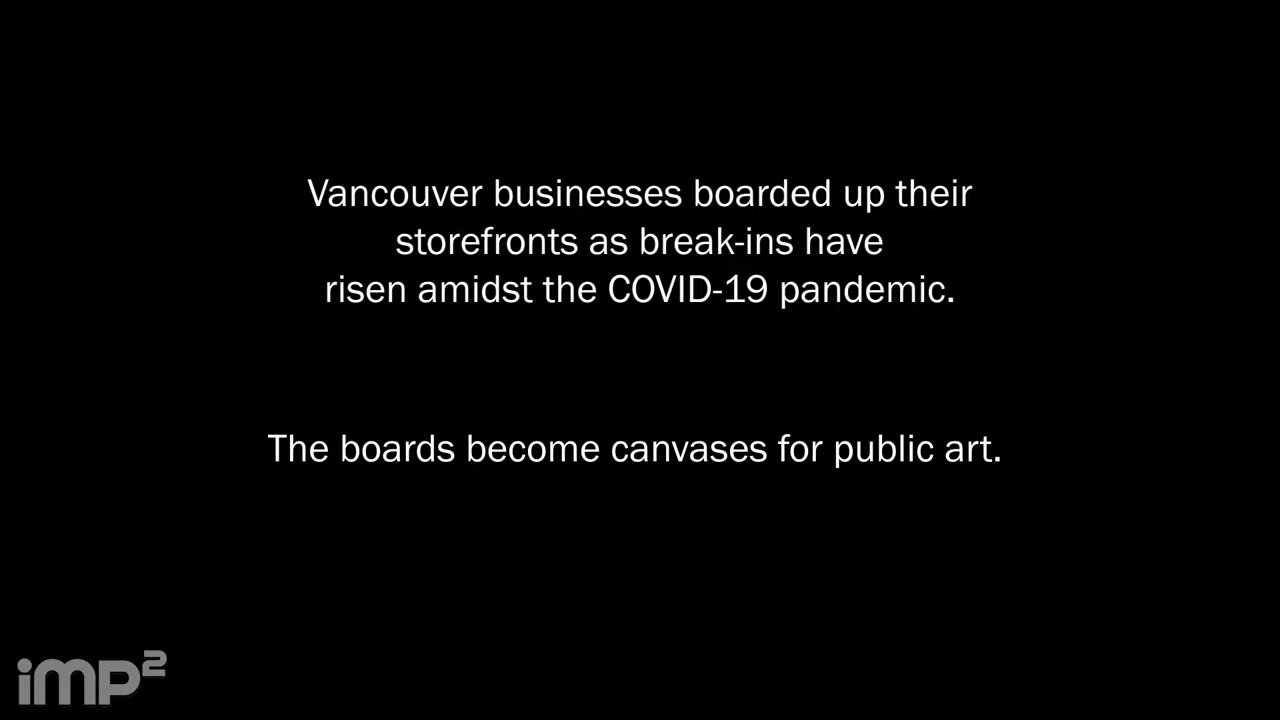 Vancouver businesses boarded up their
storefronts as break-ins have
risen amidst the COVID-19 pandemic.
The boards become canvases for public art.
iMP²